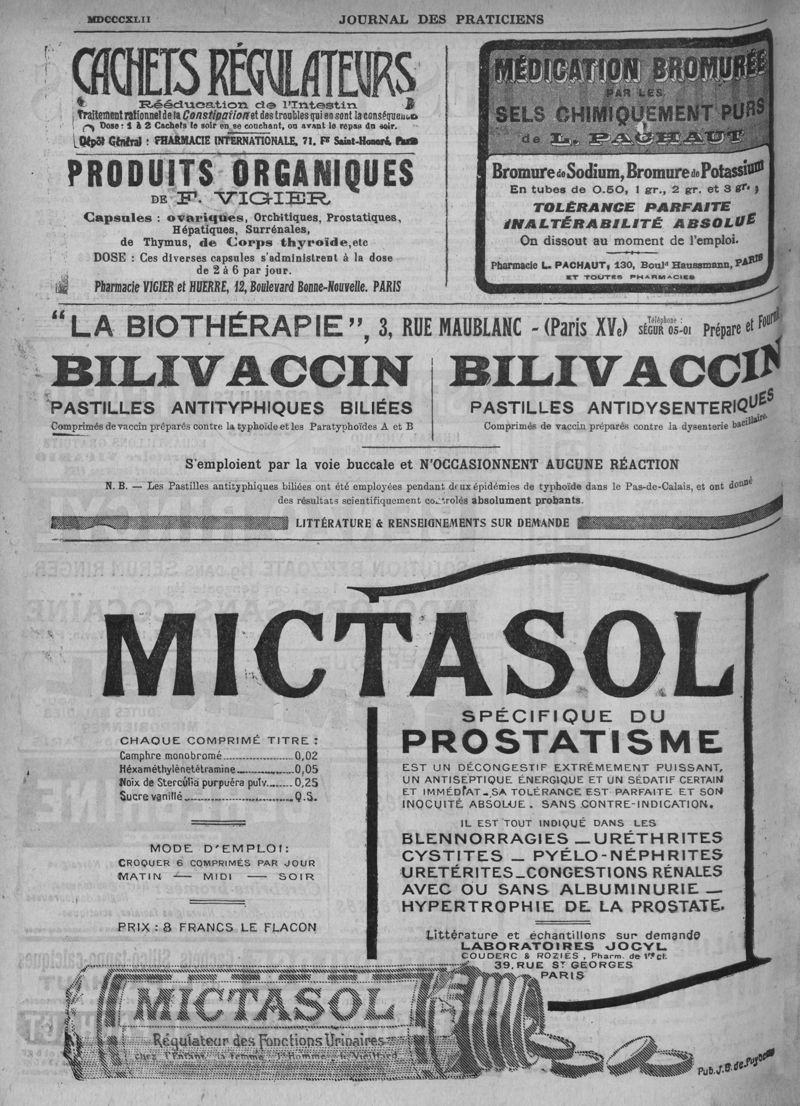 MDCCCXLII
JOURNAL DES PRATICIENS
CACHETS RÉGULATEURS
Rééducation de l'Intestin
Traitement rationnel de la Constipation et des troubles qui en sont la conséquence
Dose : 1 à 2 Cachets le soir en se couchant, ou avant le repas du soir.
Dépôt Général : PHARMACIE INTERNATIONALE, 71, Fg Saint-Honoré, Paris
PRODUITS ORGANIQUES
DE F. VIGIER
Capsules : ovariques, Orchitiques, Prostatiques,
Hépatiques, Surrénales,
de Thymus, de Corps thyroïde, etc
DOSE : Ces diverses capsules s'administrent à la dose
de 2 à 6 par jour.
Pharmacie VIGIER et HUERRE, 12, Boulevard Bonne-Nouvelle. PARIS
MÉDICATION BROMURÉE
PAR LES
SELS CHIMIQUEMENT PURS
de L. PACHAUT
Bromure de Sodium, Bromure de Potassium
En tubes de 0.50, 1 gr., 2 gr. et 3 gr.,
TOLÉRANCE PARFAITE
INALTÉRABILITÉ ABSOLUE
On dissout au moment de l'emploi.
Pharmacie L. PACHAUT, 130, Bould Haussmann, PARIS
ET TOUTES PHARMACIES
"LA BIOTHÉRAPIE", 3, RUE MAUBLANC - (Paris XVe) Téléphone : SÉGUR 05-01 Prépare et Fournit
BILIVACCIN
PASTILLES ANTITYPHIQUES BILIÉES
Comprimés de vaccin préparés contre la typhoïde et les Paratyphoïdes A et B
BILIVACCIN
PASTILLES ANTIDYSENTERIQUES
Comprimés de vaccin préparés contre la dysenterie bacillaire.
S'emploient par la voie buccale et N'OCCASIONNENT AUCUNE RÉACTION
N. B. — Les Pastilles antityphiques biliées ont été employées pendant deux épidémies de typhoïde dans le Pas-de-Calais, et ont donné
des résultats scientifiquement contrôlés absolument probants.
LITTÉRATURE & RENSEIGNEMENTS SUR DEMANDE
MICTASOL
CHAQUE COMPRIMÉ TITRE :
Camphre monobromé.................... 0,02
Héxaméthylènetétramine................. 0,05
Noix de Sterculia purpuéra pulv....... 0,25
Sucre vanillé................................ Q.S.
MODE D'EMPLOI :
CROQUER 6 COMPRIMÉS PAR JOUR
MATIN — MIDI — SOIR
PRIX : 8 FRANCS LE FLACON
SPÉCIFIQUE DU
PROSTATISME
EST UN DÉCONGESTIF EXTRÊMEMENT PUISSANT,
UN ANTISEPTIQUE ÉNERGIQUE ET UN SÉDATIF CERTAIN
ET IMMÉDIAT _ SA TOLÉRANCE EST PARFAITE ET SON
INOCUITÉ ABSOLUE. SANS CONTRE-INDICATION.
IL EST TOUT INDIQUÉ DANS LES
BLENNORRAGIES _ URÉTHRITES
CYSTITES _ PYÉLO-NÉPHRITES
URETÉRITES _ CONGESTIONS RÉNALES
AVEC OU SANS ALBUMINURIE _
HYPERTROPHIE DE LA PROSTATE.
Littérature et échantillons sur demande
LABORATOIRES JOCYL
COUDERC & ROZIÈS, Pharm. de 1re cl.
39, RUE ST GEORGES
PARIS
MICTASOL
Régulateur des Fonctions Urinaires
chez l'Enfant, la femme, l'Homme, le Vieillard
Pub. J. B. de